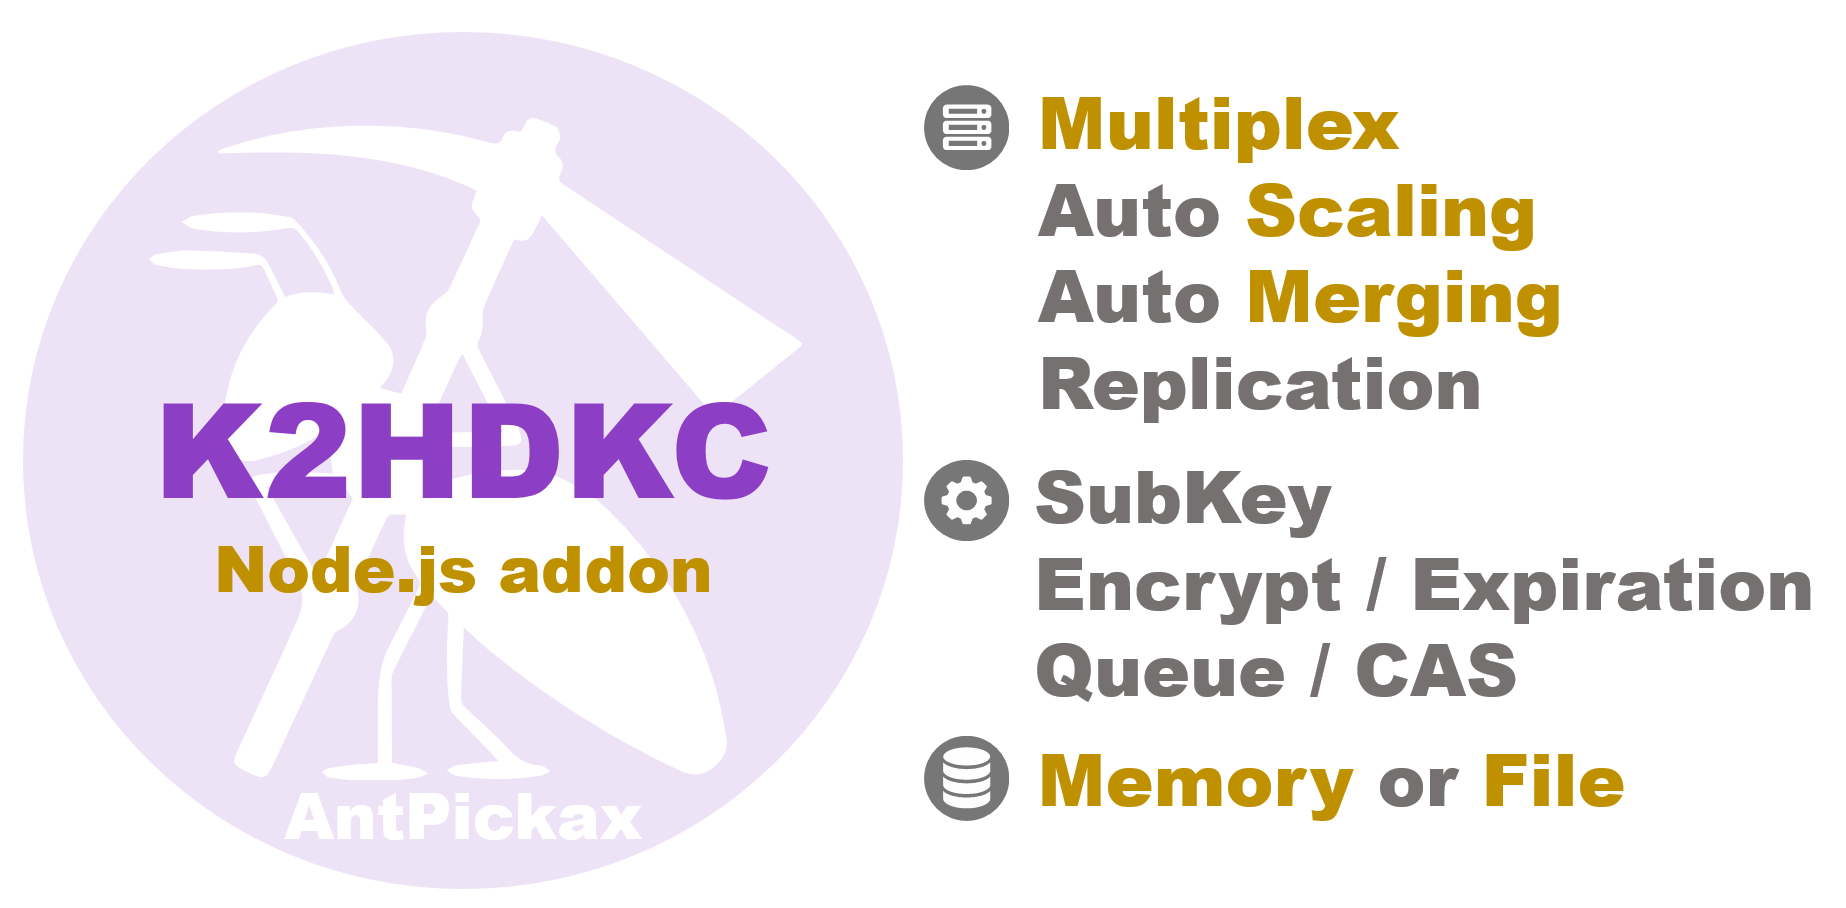 K2HDKC
Node.js addon
AntPickax
Multiplex
Auto Scaling
Auto Merging
Replication
SubKey
Encrypt / Expiration
Queue / CAS
Memory or File